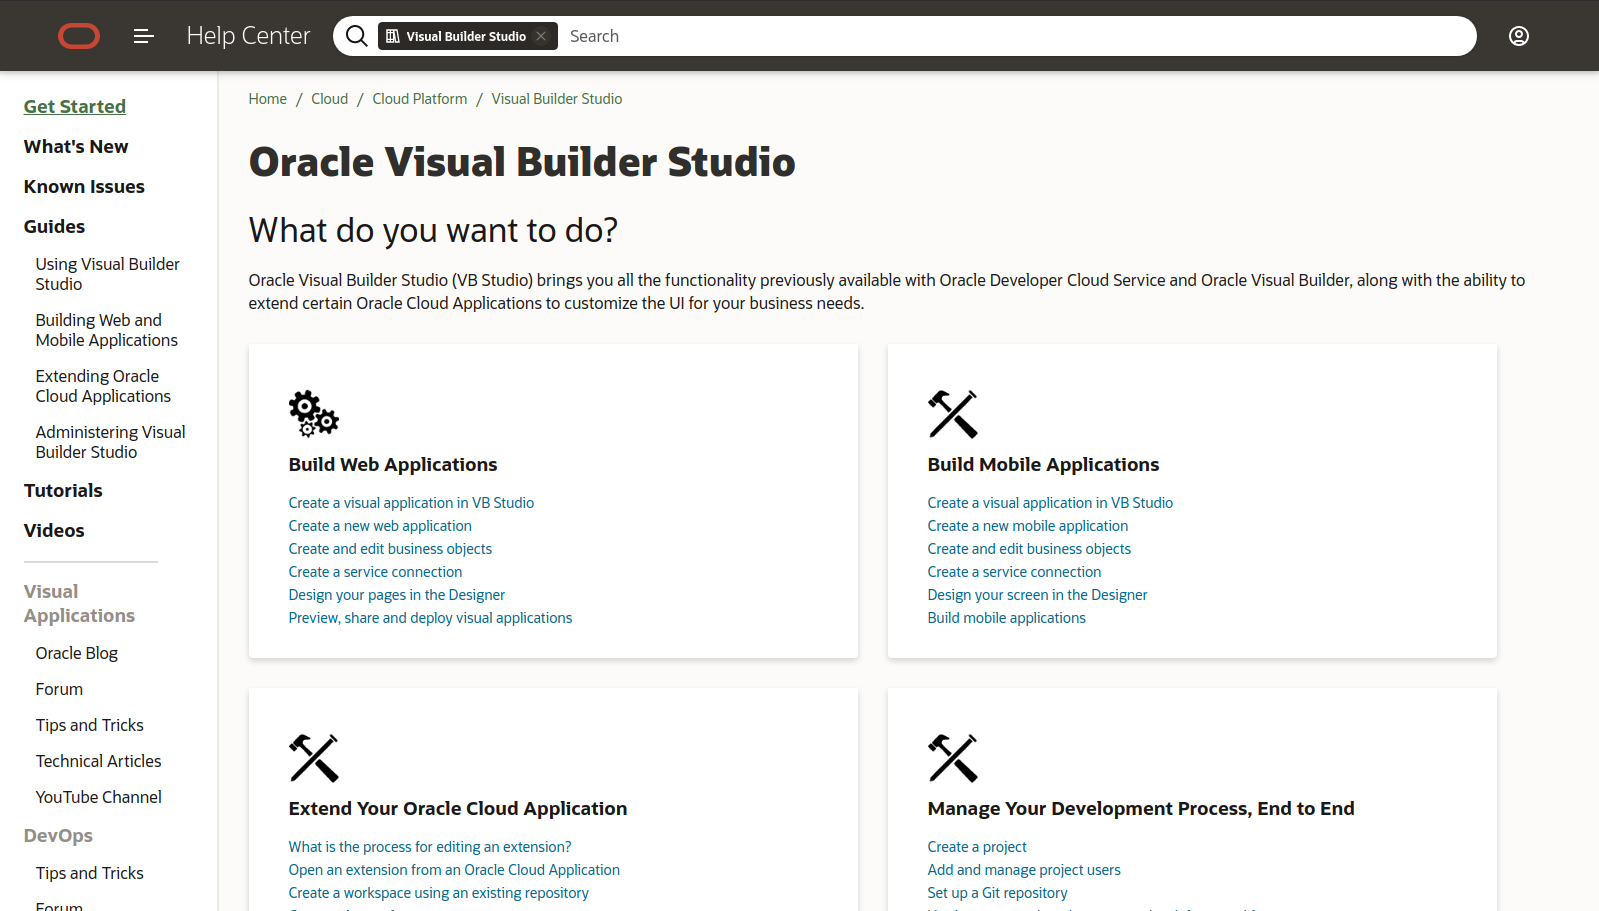 Help Center
Visual Builder Studio
Search
Get Started
What's New
Known Issues
Guides
Using Visual Builder
Studio
Building Web and
Mobile Applications
Extending Oracle
Cloud Applications
Administering Visual
Builder Studio
Tutorials
Videos
Visual
Applications
Oracle Blog
Forum
Tips and Tricks
Technical Articles
YouTube Channel
DevOps
Tips and Tricks
Forum
Home / Cloud / Cloud Platform / Visual Builder Studio
Oracle Visual Builder Studio
What do you want to do?
Oracle Visual Builder Studio (VB Studio) brings you all the functionality previously available with Oracle Developer Cloud Service and Oracle Visual Builder, along with the ability to
extend certain Oracle Cloud Applications to customize the UI for your business needs.
Build Web Applications
Create a visual application in VB Studio
Create a new web application
Create and edit business objects
Create a service connection
Design your pages in the Designer
Preview, share and deploy visual applications
Build Mobile Applications
Create a visual application in VB Studio
Create a new mobile application
Create and edit business objects
Create a service connection
Design your screen in the Designer
Build mobile applications
Extend Your Oracle Cloud Application
What is the process for editing an extension?
Open an extension from an Oracle Cloud Application
Create a workspace using an existing repository
Manage Your Development Process, End to End
Create a project
Add and manage project users
Set up a Git repository